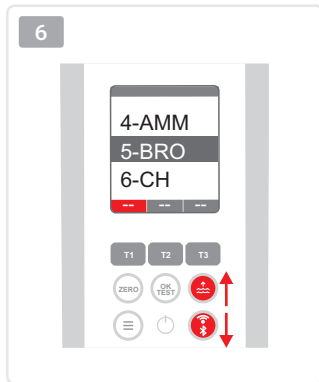 6
4-AMM
5-BRO
6-CH
-- -- --
T1 T2 T3
ZERO OK TEST